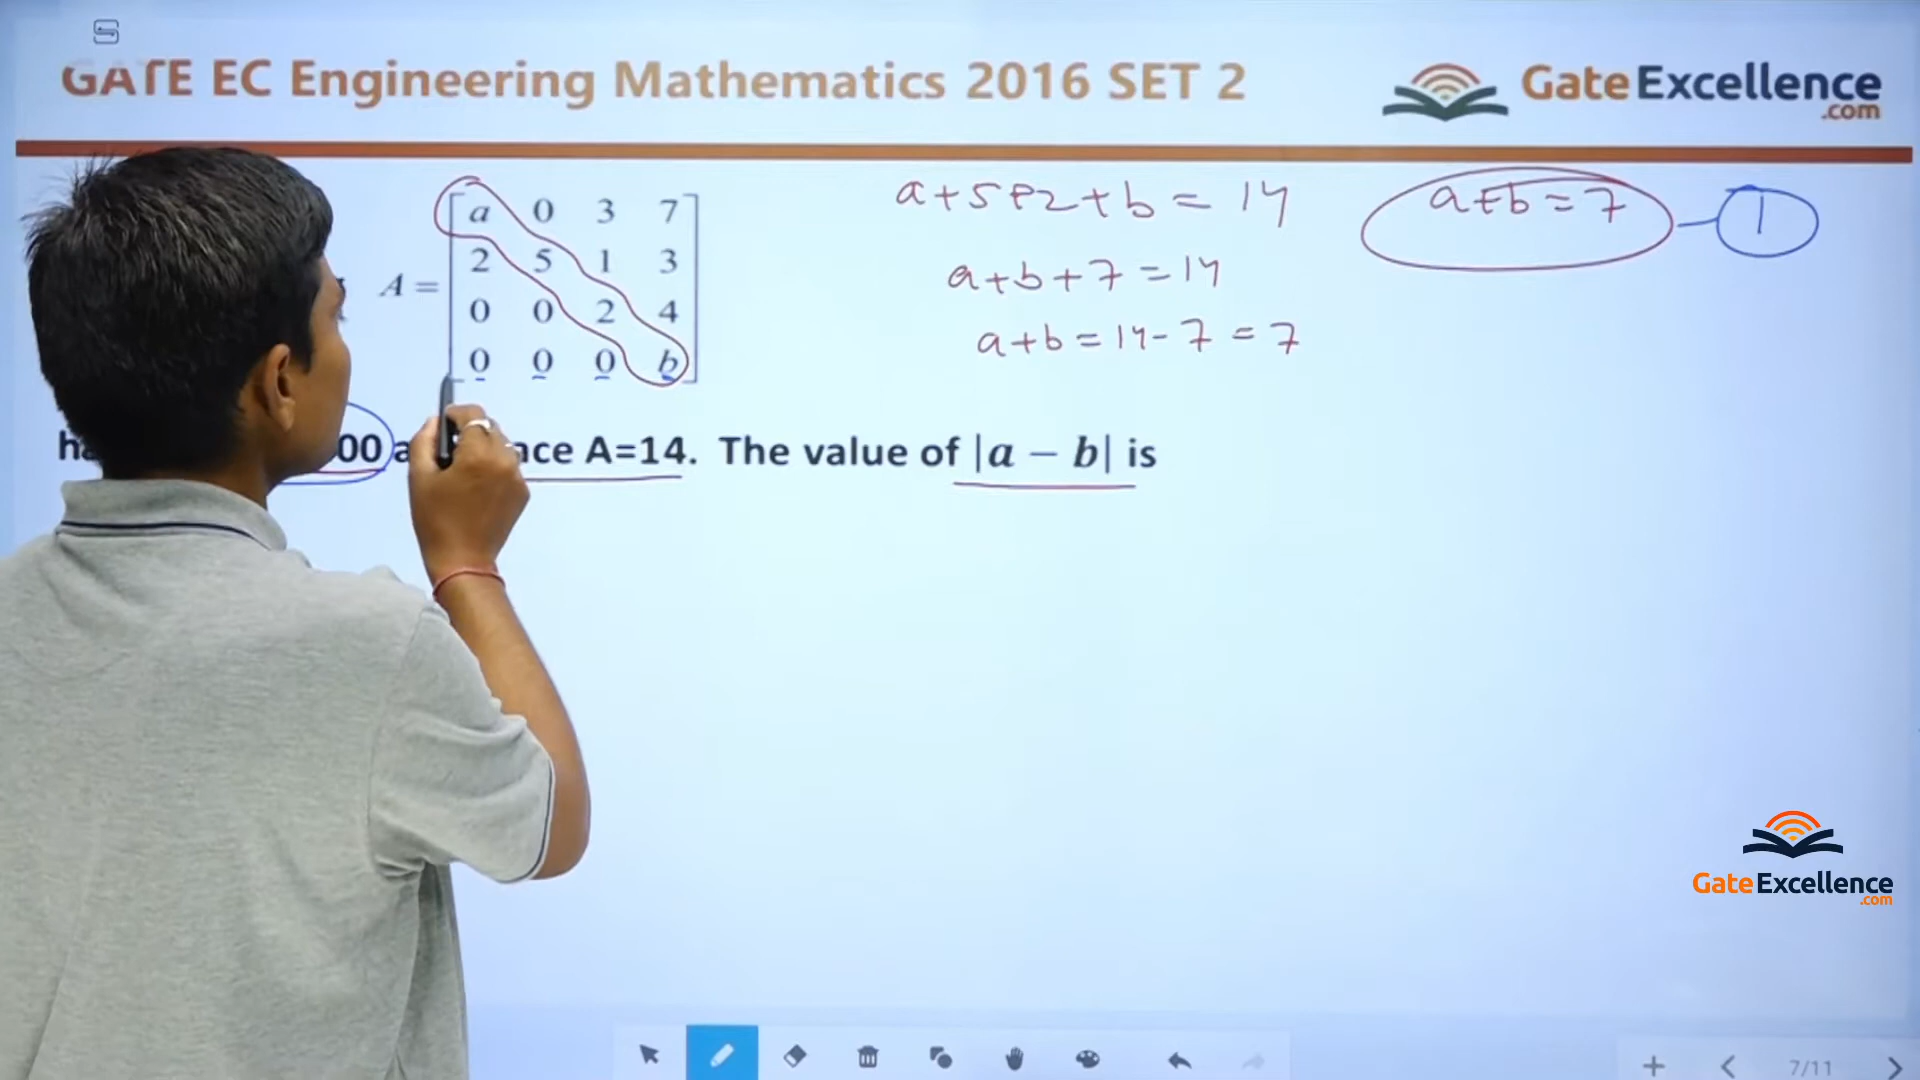 GATE EC Engineering Mathematics 2016 SET 2
GateExcellence
.com
a 0 3 7
2 5 1 3
A = 0 0 2 4
0 0 0 b
a+5+2+b = 14
a+b+7 = 14
a+b = 14-7 = 7
a+b = 7
1
00 nce A=14. The value of |a − b| is
GateExcellence
.com
7/11